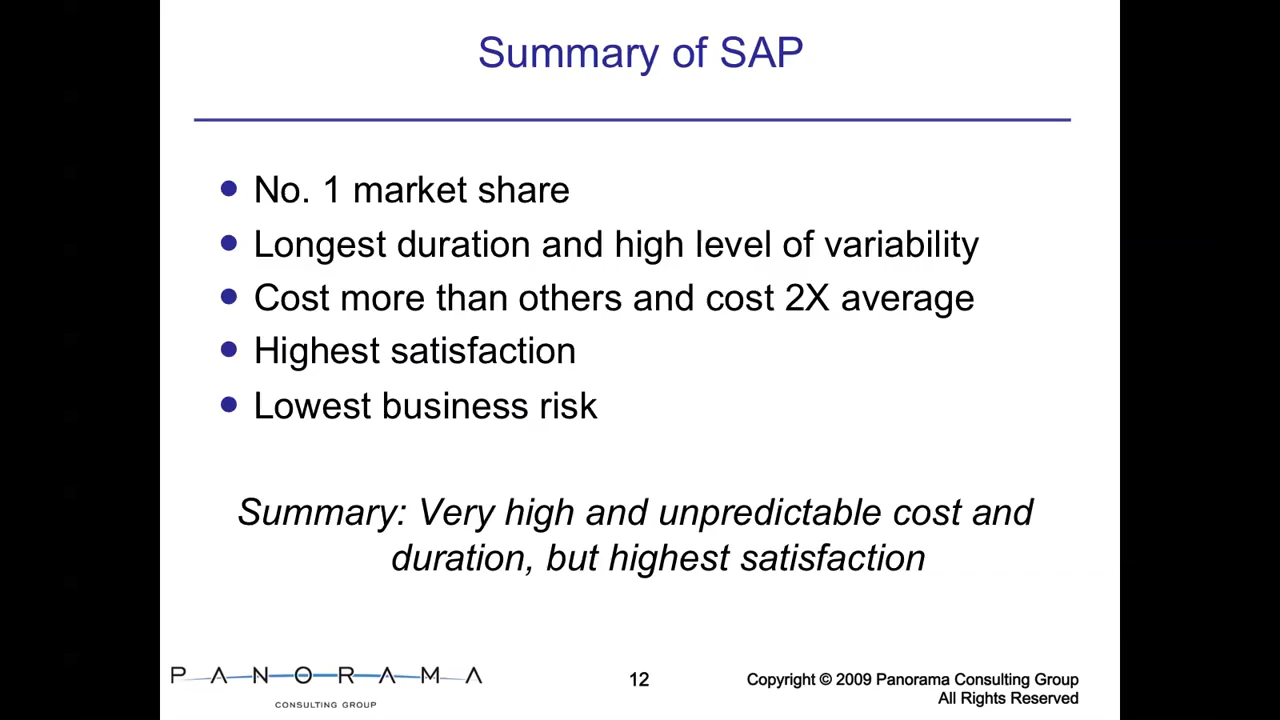 Summary of SAP
• No. 1 market share
• Longest duration and high level of variability
• Cost more than others and cost 2X average
• Highest satisfaction
• Lowest business risk
Summary: Very high and unpredictable cost and
duration, but highest satisfaction
PANORAMA
CONSULTING GROUP
12
Copyright © 2009 Panorama Consulting Group
All Rights Reserved